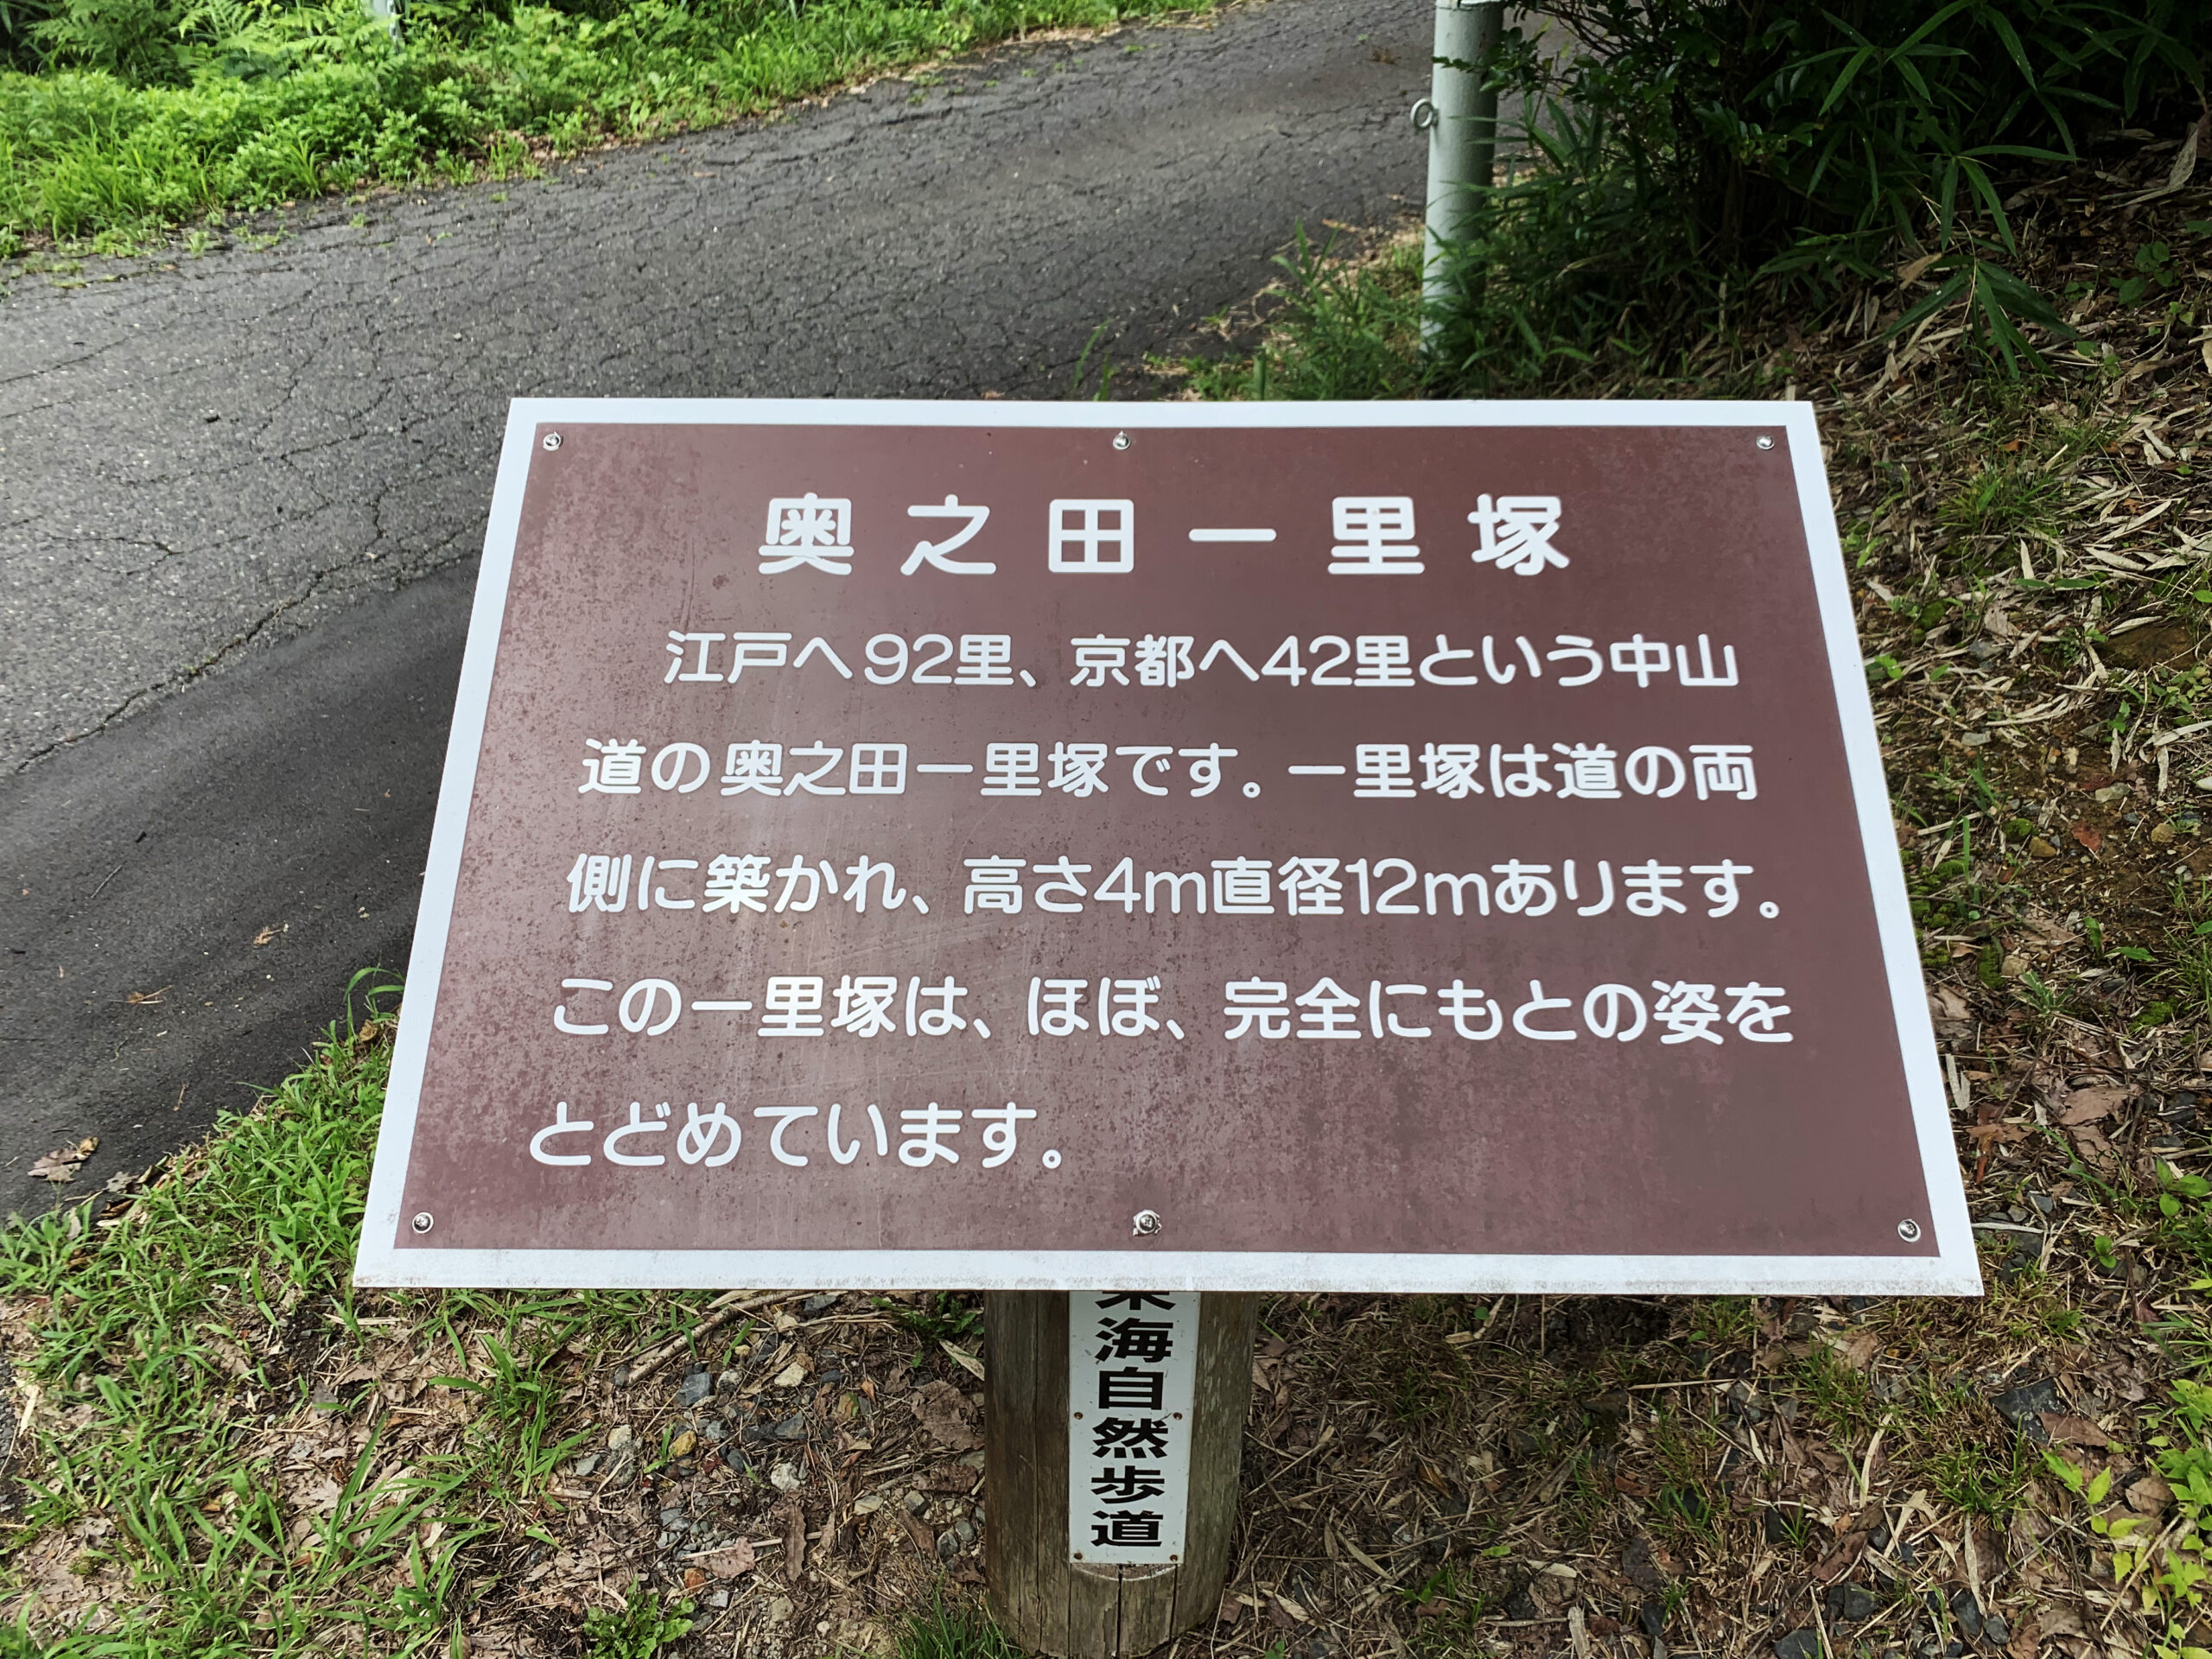 奥之田一里塚
江戸へ92里、京都へ42里という中山
道の奥之田一里塚です。一里塚は道の両
側に築かれ、高さ4m直径12mあります。
この一里塚は、ほぼ、完全にもとの姿を
とどめています。
東海自然歩道